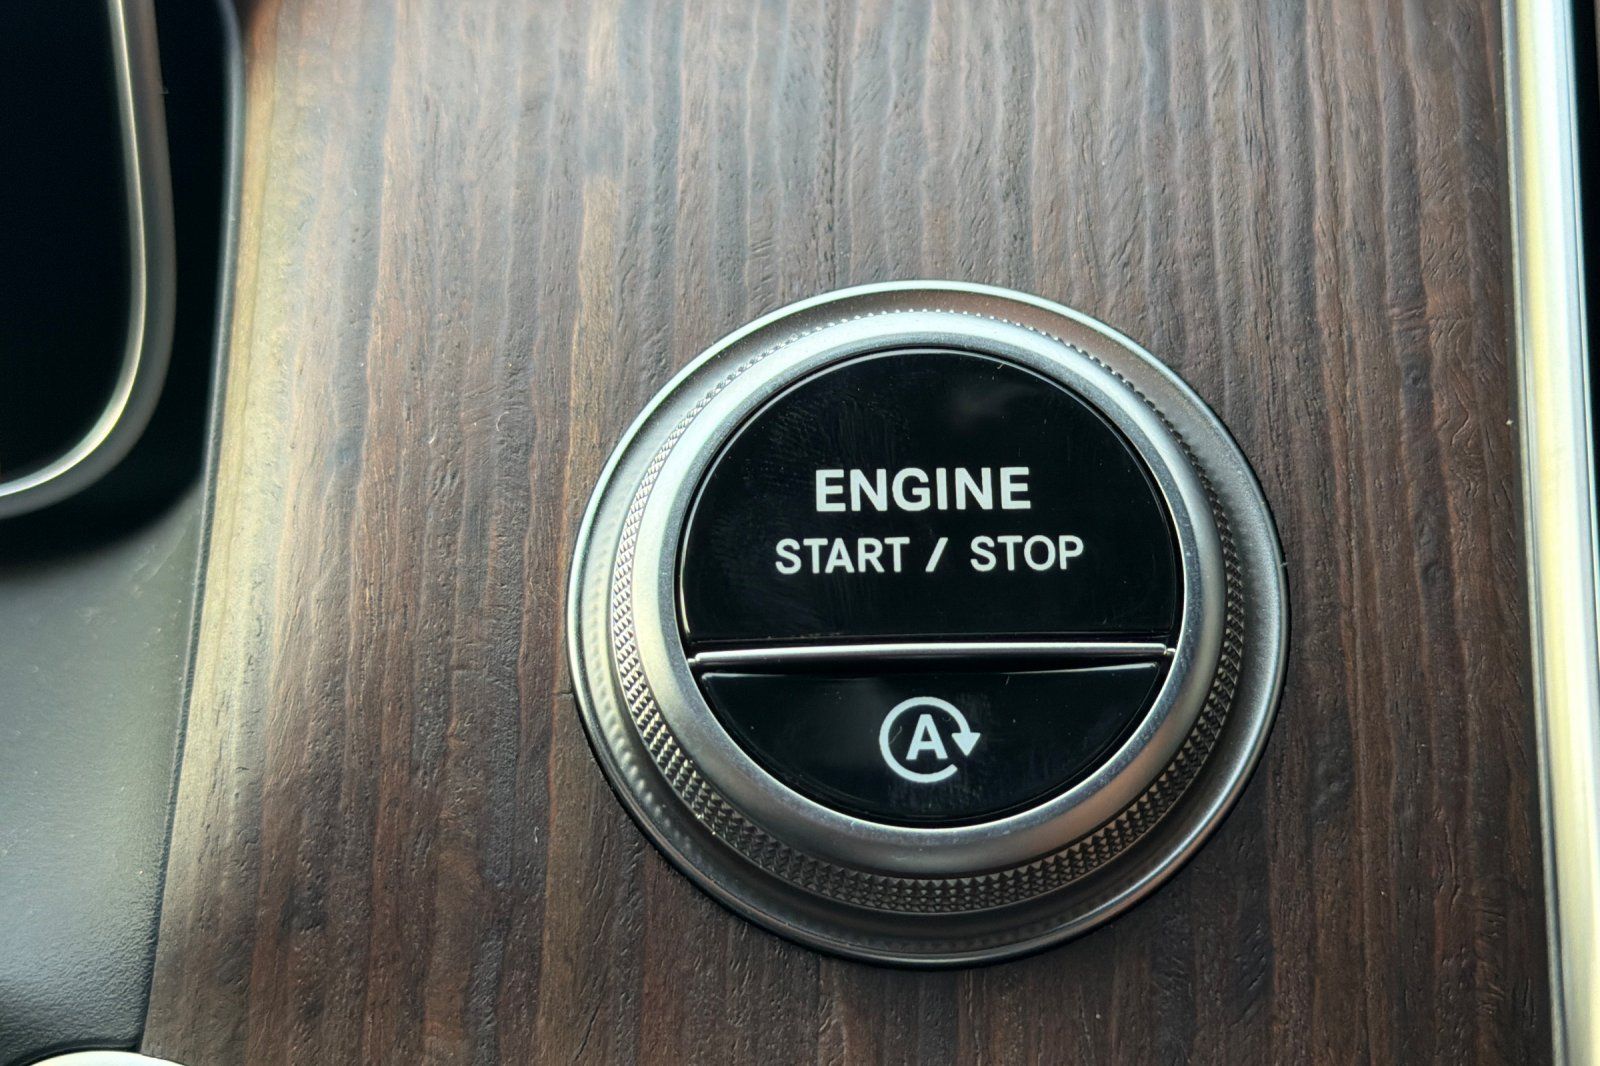 ENGINE
START / STOP
A